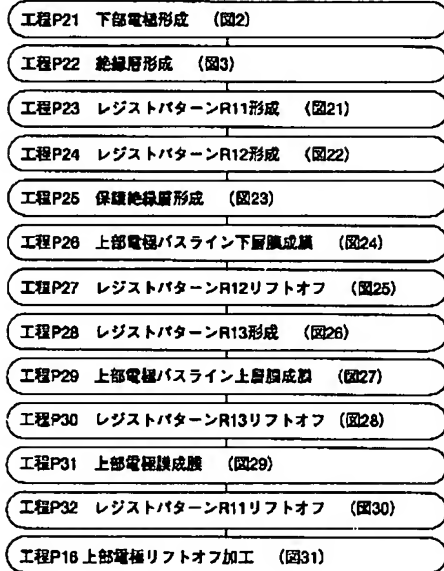 工程P21 下部電極形成 (図2)
工程P22 絶縁層形成 (図3)
工程P23 レジストパターンR11形成 (図21)
工程P24 レジストパターンR12形成 (図22)
工程P25 保護絶縁層形成 (図23)
工程P26 上部電極バスライン下層膜成膜 (図24)
工程P27 レジストパターンR12リフトオフ (図25)
工程P28 レジストパターンR13形成 (図26)
工程P29 上部電極バスライン上層膜成膜 (図27)
工程P30 レジストパターンR13リフトオフ (図28)
工程P31 上部電極膜成膜 (図29)
工程P32 レジストパターンR11リフトオフ (図30)
工程P16 上部電極リフトオフ加工 (図31)